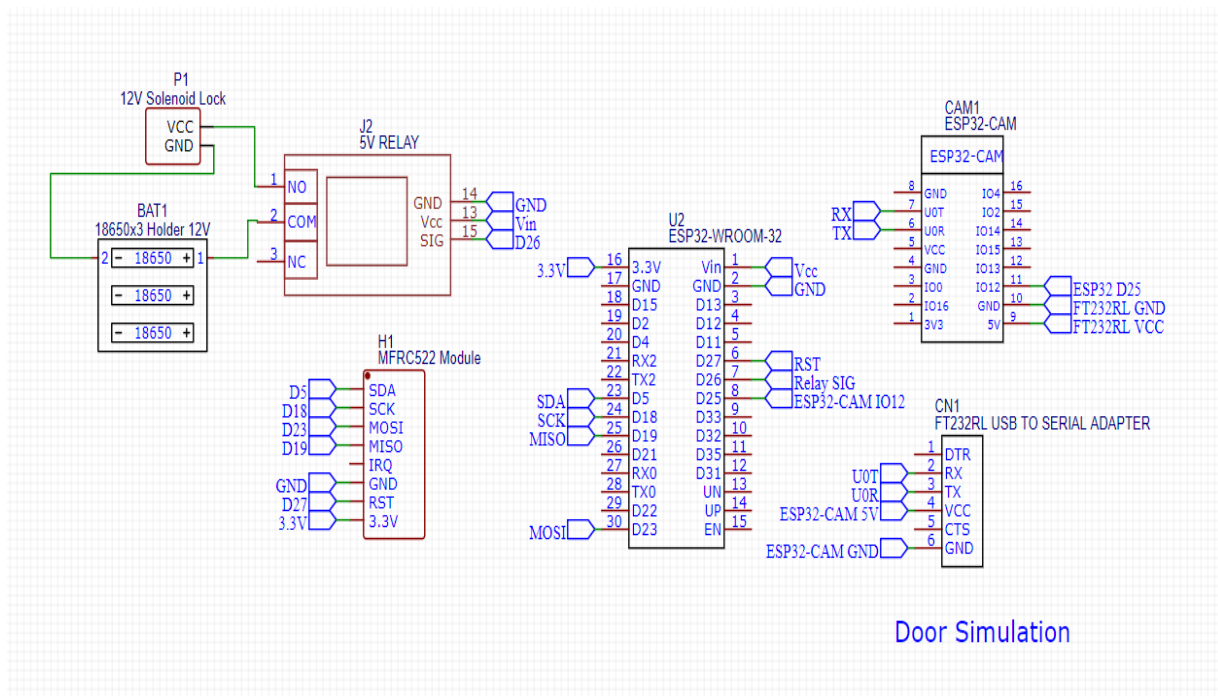 P1
12V Solenoid Lock
VCC
GND
BAT1
18650x3 Holder 12V
2 - 18650 + 1
- 18650 +
- 18650 +
J2
5V RELAY
1 NO
2 COM
3 NC
GND 14 GND
Vcc 13 Vin
SIG 15 D26
H1
MFRC522 Module
D5 SDA
D18 SCK
D23 MOSI
D19 MISO
IRQ
GND GND
D27 RST
3.3V 3.3V
U2
ESP32-WROOM-32
3.3V 16 3.3V Vin 1 Vcc
17 GND GND 2 GND
18 D15 D13 3
19 D2 D12 4
20 D4 D11 5
21 RX2 D27 6 RST
22 TX2 D26 7 Relay SIG
SDA 23 D5 D25 8 ESP32-CAM IO12
SCK 24 D18 D33 9
MISO 25 D19 D32 10
26 D21 D35 11
27 RX0 D31 12
28 TX0 UN 13
29 D22 UP 14
MOSI 30 D23 EN 15
CAM1
ESP32-CAM
ESP32-CAM
8 GND IO4 16
RX 7 U0T IO2 15
TX 6 U0R IO14 14
5 VCC IO15 13
4 GND IO13 12
3 IO0 IO12 11 ESP32 D25
2 IO16 GND 10 FT232RL GND
1 3V3 5V 9 FT232RL VCC
CN1
FT232RL USB TO SERIAL ADAPTER
1 DTR
U0T 2 RX
U0R 3 TX
ESP32-CAM 5V 4 VCC
5 CTS
ESP32-CAM GND 6 GND
Door Simulation